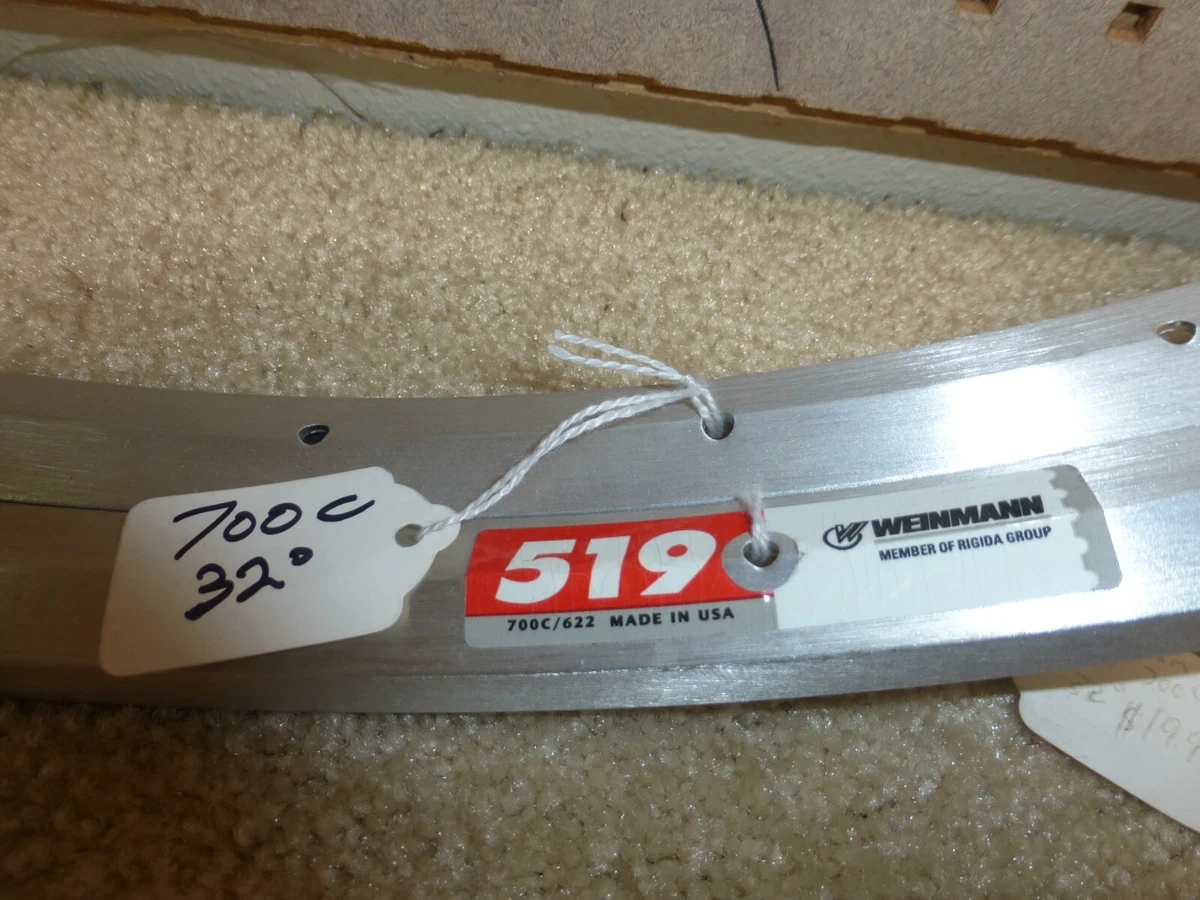 700C
32°
519
700C/622 MADE IN USA
WEINMANN
MEMBER OF RIGIDA GROUP